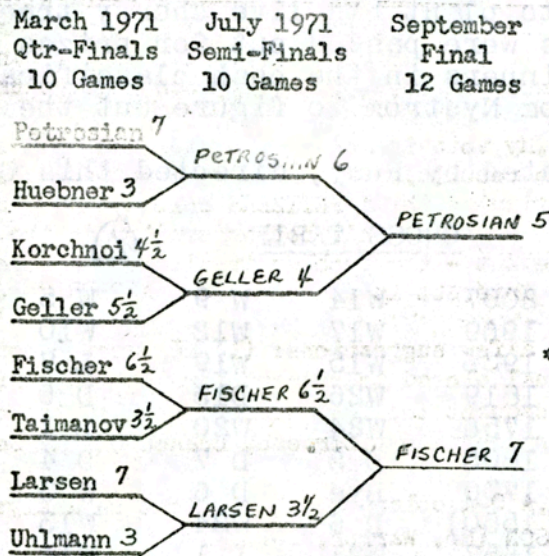 March 1971 July 1971 September
Qtr-Finals Semi-Finals Final
10 Games 10 Games 12 Games
Petrosian 7
PETROS...N 6
Huebner 3
PETROSIAN 5
Korchnoi 4½
GELLER 4
Geller 5½
Fischer 6½
FISCHER 6½
Taimanov 3½
FISCHER 7
Larsen 7
LARSEN 3½
Uhlmann 3